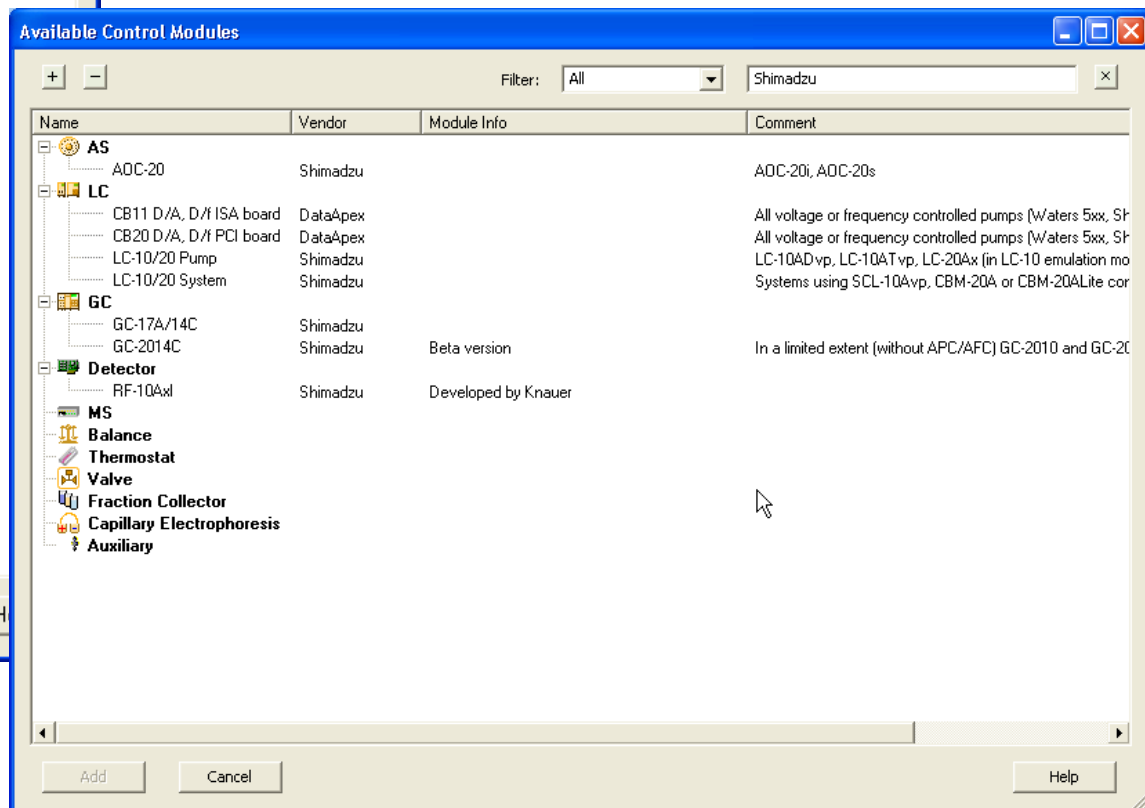 Available Control Modules
+ − Filter: All Shimadzu ×
Name Vendor Module Info Comment
AS
AOC-20 Shimadzu AOC-20i, AOC-20s
LC
CB11 D/A, D/f ISA board DataApex All voltage or frequency controlled pumps (Waters 5xx, Sh
CB20 D/A, D/f PCI board DataApex All voltage or frequency controlled pumps (Waters 5xx, Sh
LC-10/20 Pump Shimadzu LC-10ADvp, LC-10ATvp, LC-20Ax (in LC-10 emulation mo
LC-10/20 System Shimadzu Systems using SCL-10Avp, CBM-20A or CBM-20ALite cor
GC
GC-17A/14C Shimadzu
GC-2014C Shimadzu Beta version In a limited extent (without APC/AFC) GC-2010 and GC-20
Detector
RF-10Axl Shimadzu Developed by Knauer
MS
Balance
Thermostat
Valve
Fraction Collector
Capillary Electrophoresis
Auxiliary
Add Cancel Help